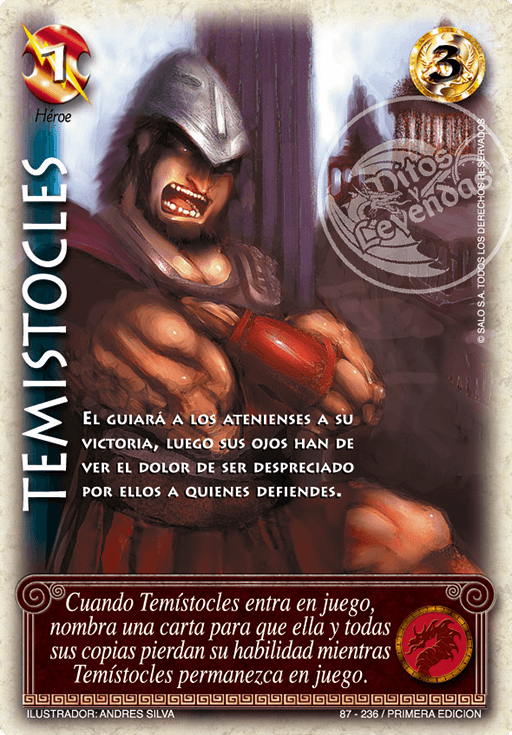 1
3
Héroe
TEMISTOCLES
Mitos
y
Leyendas
© SALO S.A. TODOS LOS DERECHOS RESERVADOS
EL GUIARÁ A LOS ATENIENSES A SU
VICTORIA, LUEGO SUS OJOS HAN DE
VER EL DOLOR DE SER DESPRECIADO
POR ELLOS A QUIENES DEFIENDES.
Cuando Temístocles entra en juego,
nombra una carta para que ella y todas
sus copias pierdan su habilidad mientras
Temístocles permanezca en juego.
ILUSTRADOR: ANDRES SILVA
87 - 236 / PRIMERA EDICION